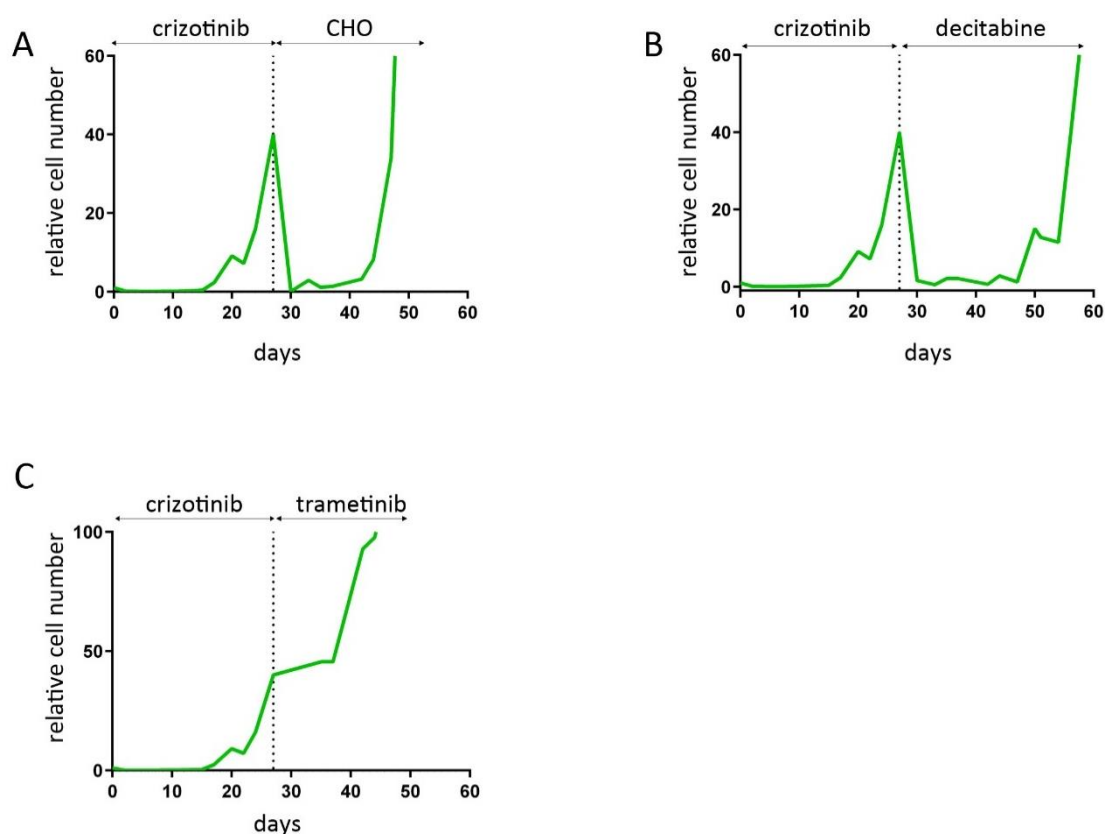 A
crizotinib CHO
relative cell number
60
40
20
0
0 10 20 30 40 50 60
days
B
crizotinib decitabine
relative cell number
60
40
20
0
0 10 20 30 40 50 60
days
C
crizotinib trametinib
relative cell number
100
50
0
0 10 20 30 40 50 60
days